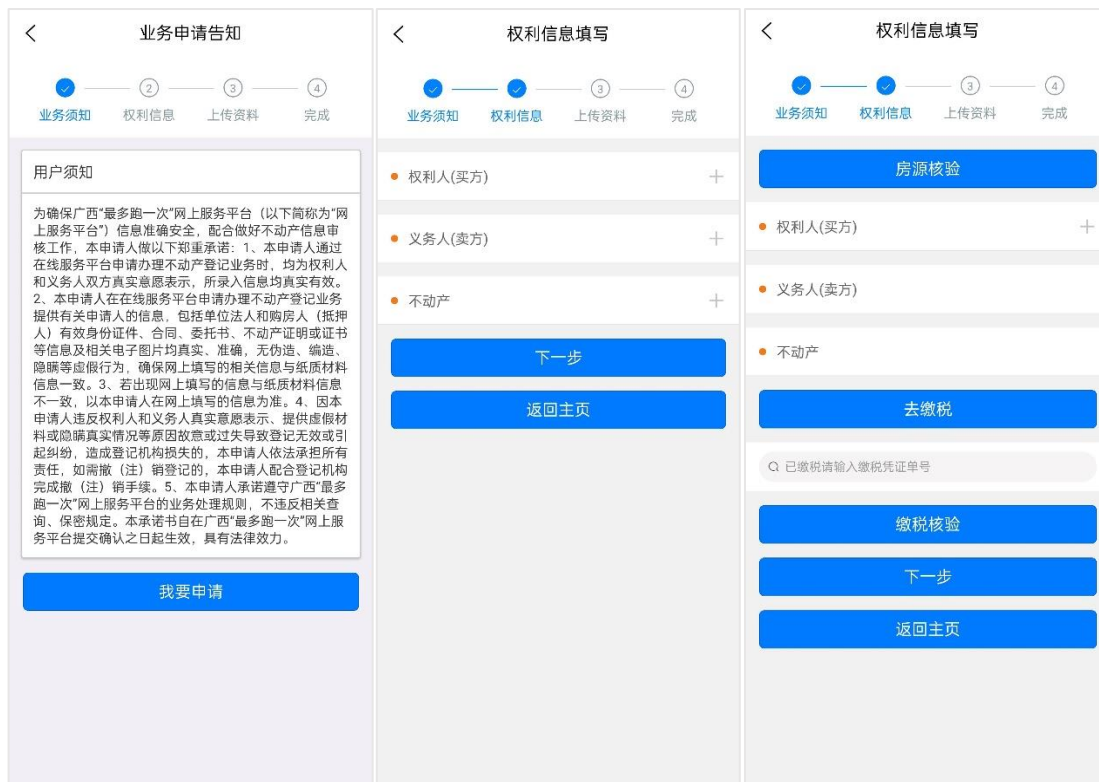 业务申请告知
2
3
4
业务须知
权利信息
上传资料
完成
用户须知
为确保广西“最多跑一次”网上服务平台（以下简称为“网
上服务平台”）信息准确安全，配合做好不动产信息审
核工作，本申请人做以下郑重承诺：1、本申请人通过
在线服务平台申请办理不动产登记业务时，均为权利人
和义务人双方真实意愿表示，所录入信息均真实有效。
2、本申请人在在线服务平台申请办理不动产登记业务
提供有关申请人的信息，包括单位法人和购房人（抵押
人）有效身份证件、合同、委托书、不动产证明或证书
等信息及相关电子图片均真实、准确，无伪造、编造、
隐瞒等虚假行为，确保网上填写的相关信息与纸质材料
信息一致。3、若出现网上填写的信息与纸质材料信息
不一致，以本申请人在网上填写的信息为准。4、因本
申请人违反权利人和义务人真实意愿表示、提供虚假材
料或隐瞒真实情况等原因故意或过失导致登记无效或引
起纠纷，造成登记机构损失的，本申请人依法承担所有
责任，如需撤（注）销登记的，本申请人配合登记机构
完成撤（注）销手续。5、本申请人承诺遵守广西“最多
跑一次”网上服务平台的业务处理规则，不违反相关查
询、保密规定。本承诺书自在广西“最多跑一次”网上服
务平台提交确认之日起生效，具有法律效力。
我要申请
权利信息填写
3
4
业务须知
权利信息
上传资料
完成
权利人(买方)
义务人(卖方)
不动产
下一步
返回主页
权利信息填写
3
4
业务须知
权利信息
上传资料
完成
房源核验
权利人(买方)
义务人(卖方)
不动产
去缴税
已缴税请输入缴税凭证单号
缴税核验
下一步
返回主页